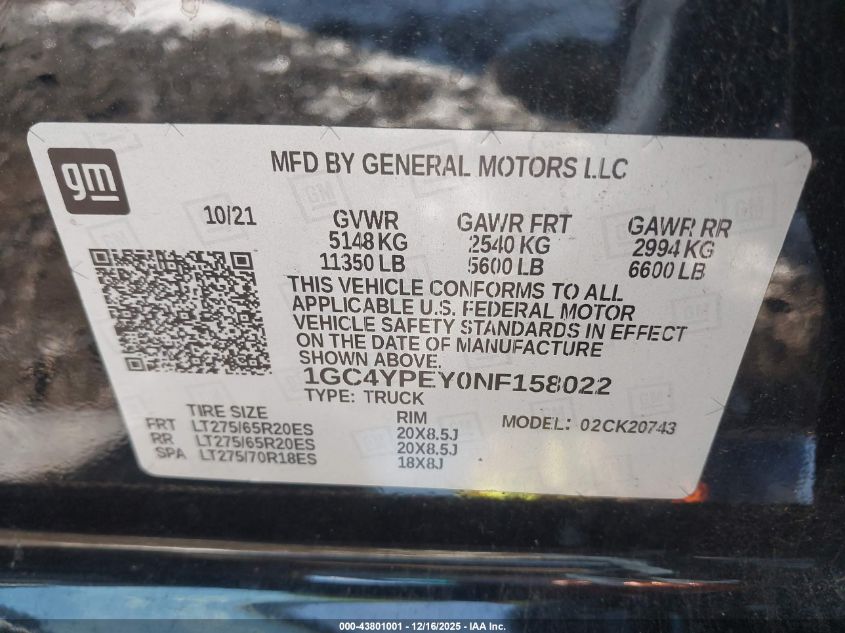 gm
MFD BY GENERAL MOTORS LLC
10/21 GVWR GAWR FRT GAWR RR
5148 KG 2540 KG 2994 KG
11350 LB 5600 LB 6600 LB
THIS VEHICLE CONFORMS TO ALL
APPLICABLE U.S. FEDERAL MOTOR
VEHICLE SAFETY STANDARDS IN EFFECT
ON THE DATE OF MANUFACTURE
SHOWN ABOVE.
1GC4YPEY0NF158022
TYPE: TRUCK
TIRE SIZE RIM MODEL: 02CK20743
FRT LT275/65R20ES 20X8.5J
RR LT275/65R20ES 20X8.5J
SPA LT275/70R18ES 18X8J
000-43801001 - 12/16/2025 - IAA Inc.